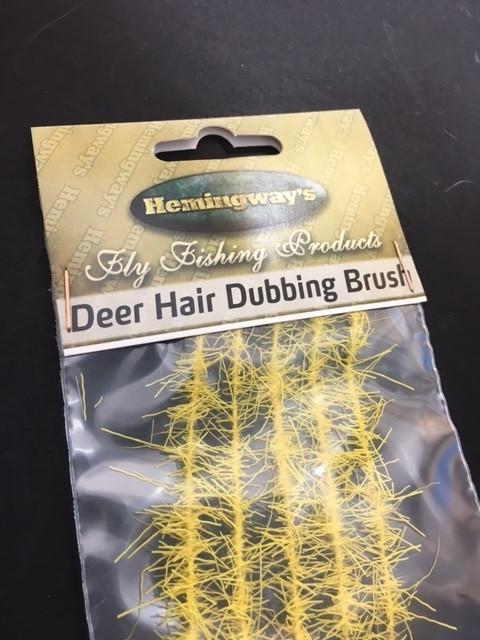 Hemingway's
Fly Fishing Products
Deer Hair Dubbing Brush